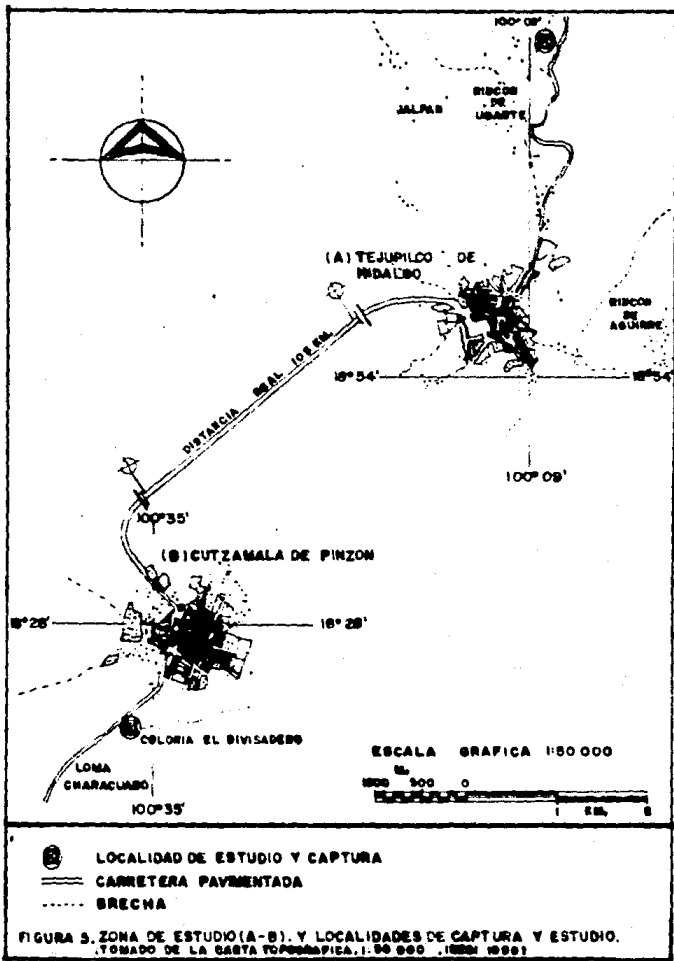 100° 09'
JALPAN
RINCON
DE
UGARTE
(A) TEJUPILCO DE
HIDALGO
RINCON
DE
AGUIRRE
18°54' 18°54'
DISTANCIA REAL KM.
100° 09'
100° 35'
(B) CUTZAMALA DE PINZON
18° 28' 18° 28'
COLONIA EL DIVISADERO
LOMA
CHARACUARO
100° 35'
ESCALA GRAFICA 1:50 000
M.
1000 500 0
1 KM.
LOCALIDAD DE ESTUDIO Y CAPTURA
CARRETERA PAVIMENTADA
BRECHA
FIGURA 5. ZONA DE ESTUDIO (A-B). Y LOCALIDADES DE CAPTURA Y ESTUDIO.
TOMADO DE LA CARTA TOPOGRAFICA, 1:50 000